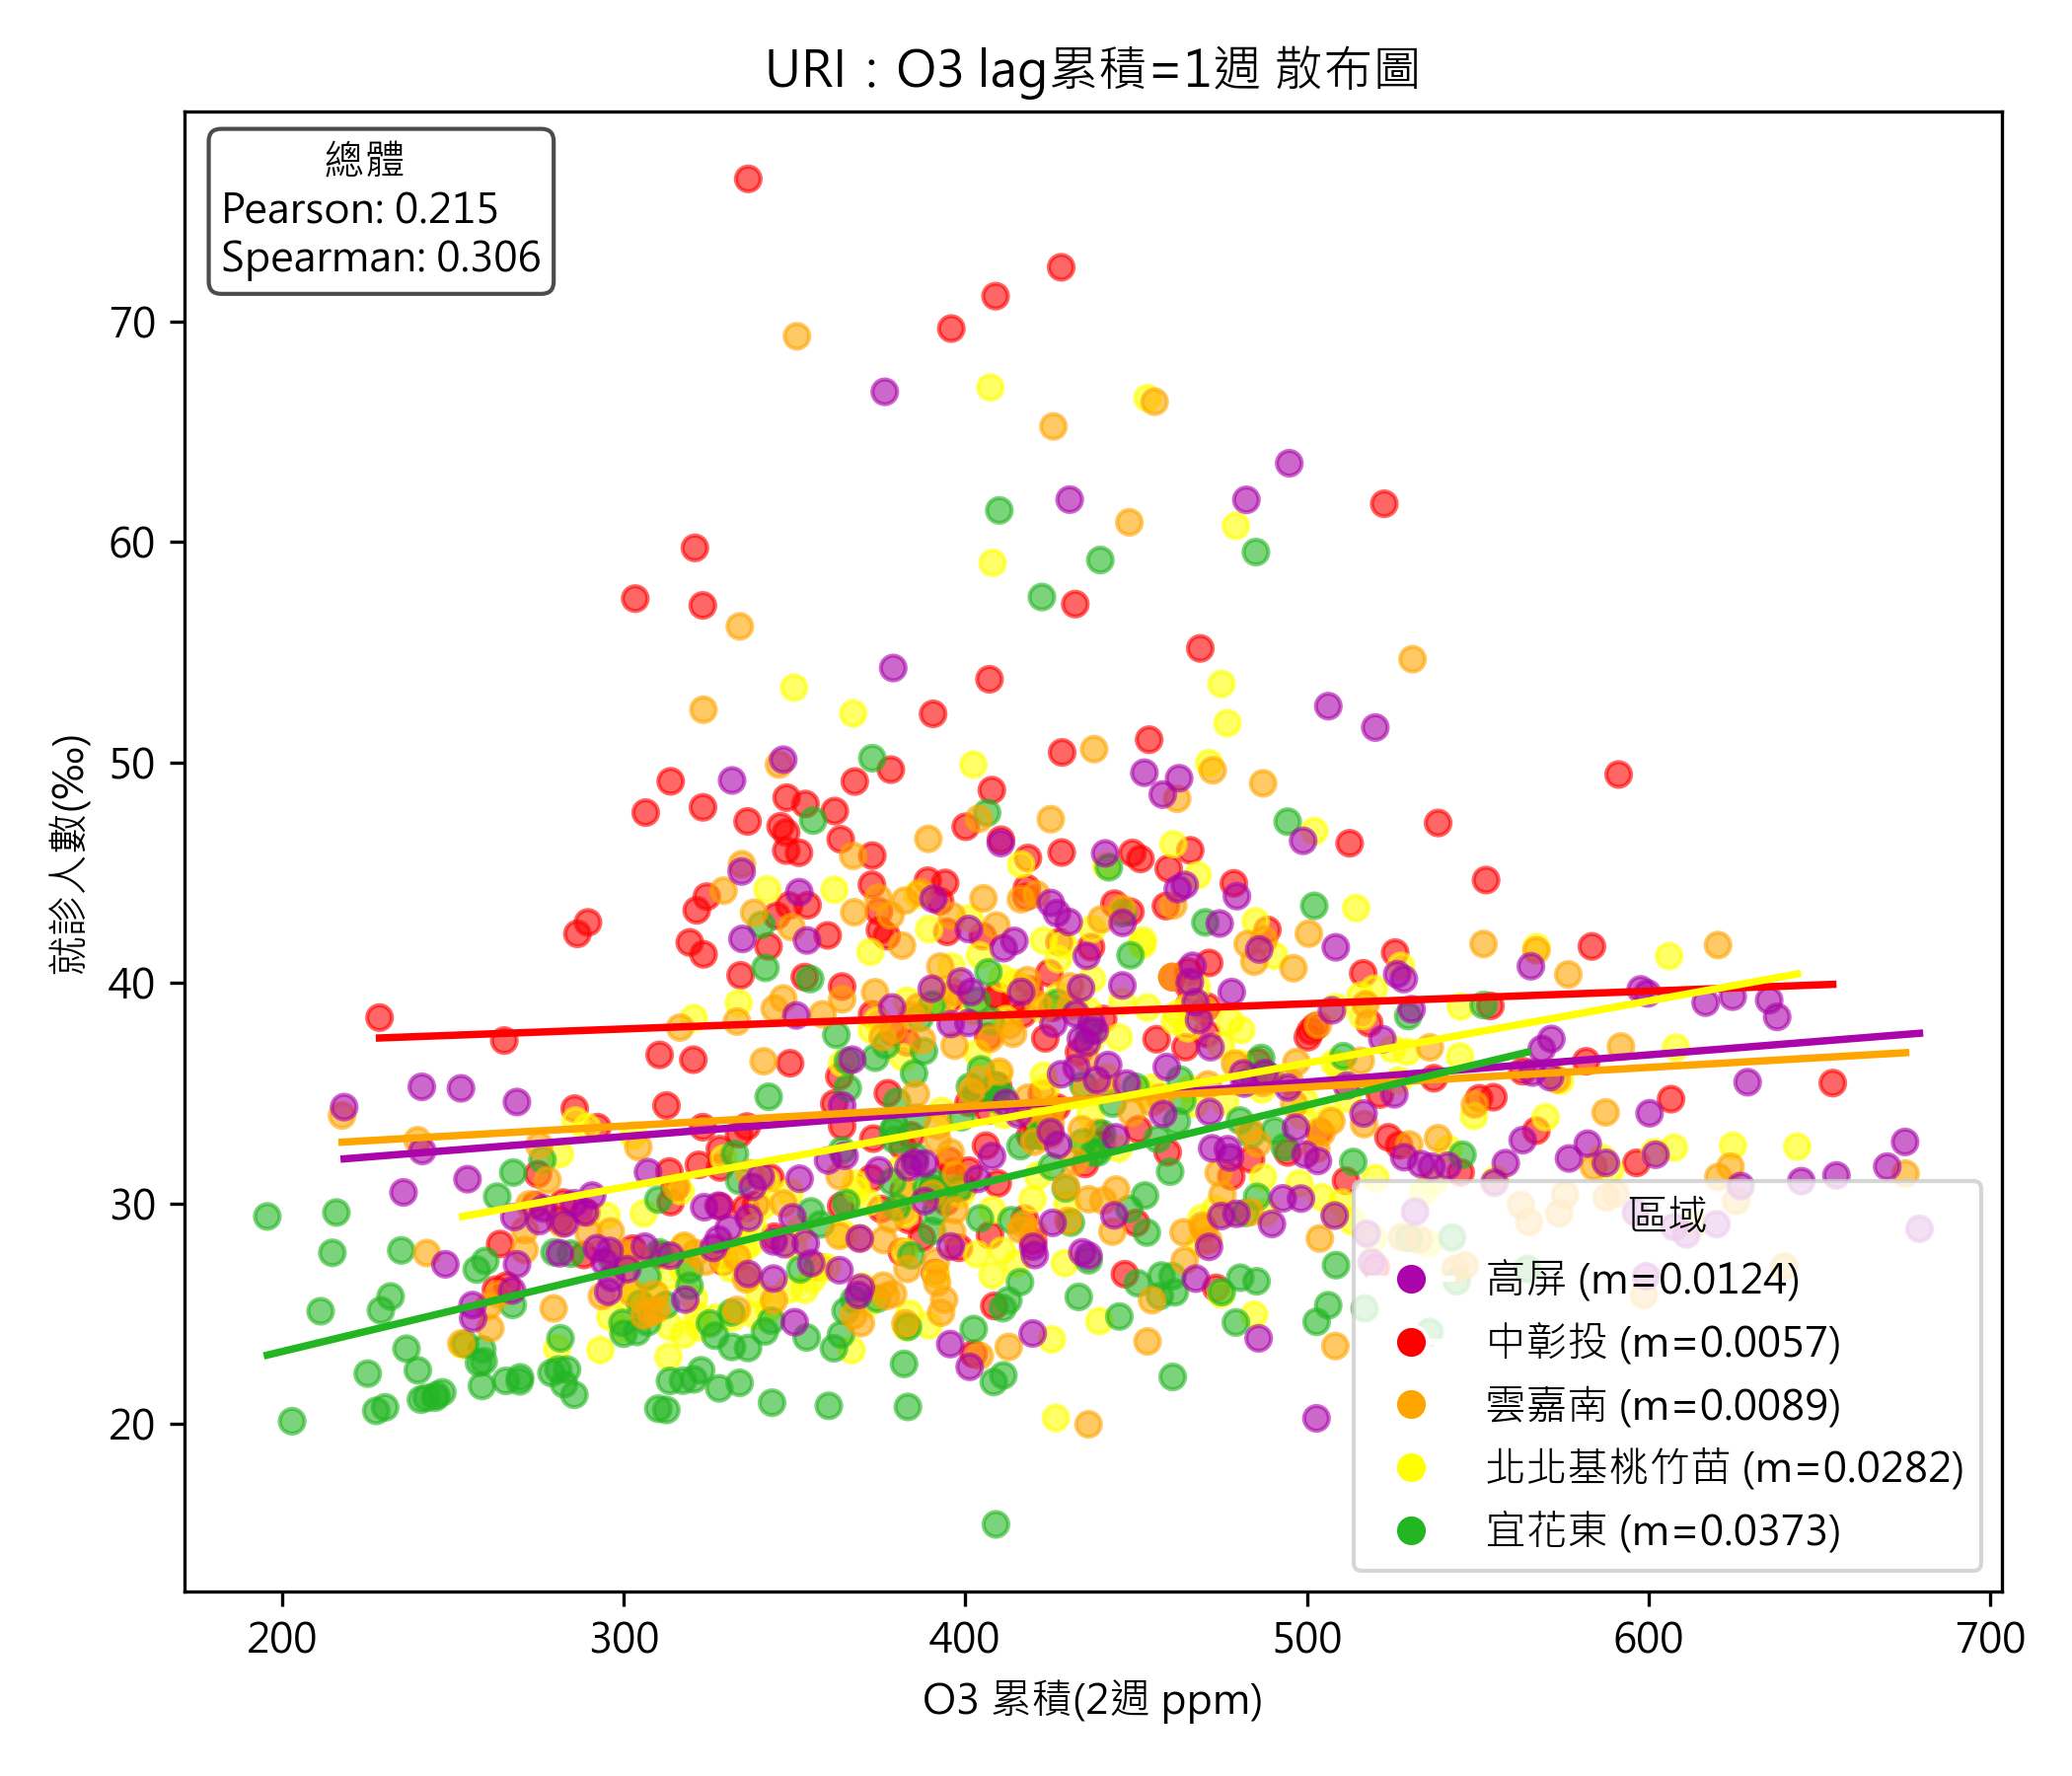 URI：O3 lag累積=1週 散布圖
總體
Pearson: 0.215
Spearman: 0.306
70
60
50
40
30
20
就診人數(‰)
區域
高屏 (m=0.0124)
中彰投 (m=0.0057)
雲嘉南 (m=0.0089)
北北基桃竹苗 (m=0.0282)
宜花東 (m=0.0373)
200 300 400 500 600 700
O3 累積(2週 ppm)